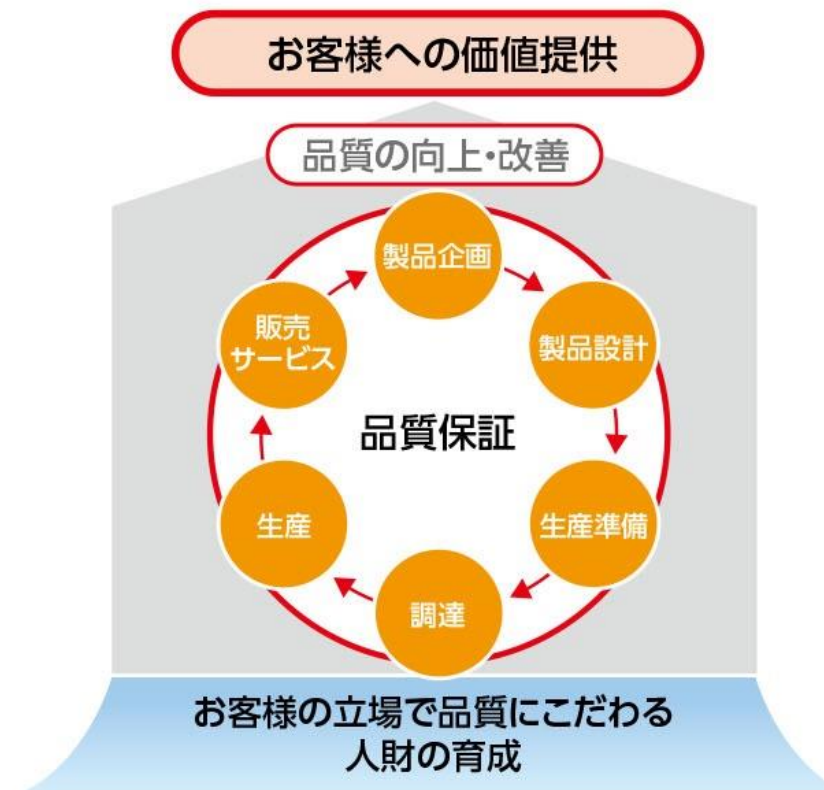 お客様への価値提供
品質の向上・改善
製品企画
販売
サービス
製品設計
品質保証
生産
生産準備
調達
お客様の立場で品質にこだわる
人財の育成